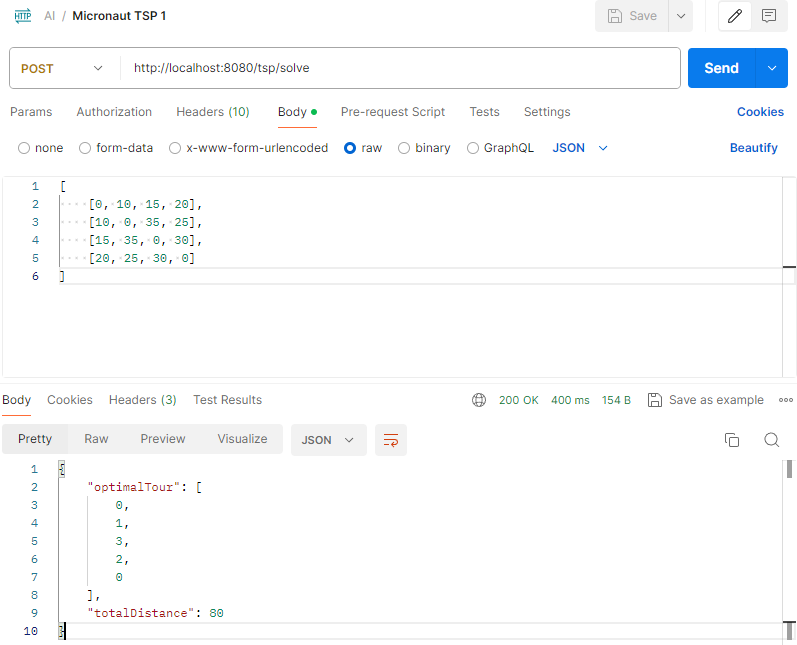 HTTP AI / Micronaut TSP 1 Save
POST http://localhost:8080/tsp/solve Send
Params Authorization Headers (10) Body Pre-request Script Tests Settings Cookies
none form-data x-www-form-urlencoded raw binary GraphQL JSON Beautify
1 [
2 [0, 10, 15, 20],
3 [10, 0, 35, 25],
4 [15, 35, 0, 30],
5 [20, 25, 30, 0]
6 ]
Body Cookies Headers (3) Test Results 200 OK 400 ms 154 B Save as example
Pretty Raw Preview Visualize JSON
1 {
2 "optimalTour": [
3 0,
4 1,
5 3,
6 2,
7 0
8 ],
9 "totalDistance": 80
10 }